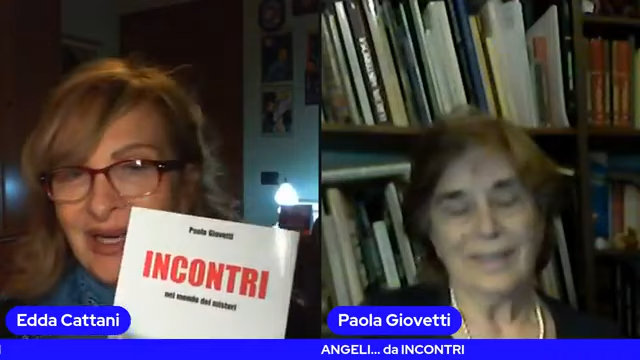 Paola Giovetti
INCONTRI
nel mondo dei misteri
Edda Cattani
Paola Giovetti
ANGELI... da INCONTRI